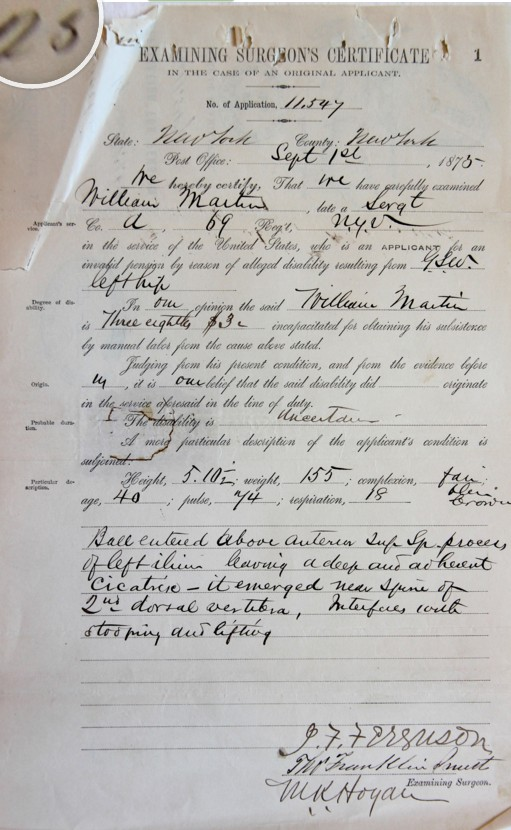 EXAMINING SURGEON'S CERTIFICATE 1
IN THE CASE OF AN ORIGINAL APPLICANT.
No. of Application, 11.547
State: New York County: New York
Post Office: Sept 1st, 1875
We hereby certify, That we have carefully examined
William Martin, late a Sergt
Applicant's service. Co. A 69 Reg't, N.Y.V.
in the service of the United States, who is an APPLICANT for an
invalid pension by reason of alleged disability resulting from G.S.W.
left hip
Degree of disability. In our opinion the said William Martin
is Three eighths $3 incapacitated for obtaining his subsistence
by manual labor from the cause above stated.
Judging from his present condition, and from the evidence before
Origin. , it is our belief that the said disability did originate
in the service aforesaid in the line of duty.
Probable duration. The disability is uncertain
A more particular description of the applicant's condition is
subjoined:
Particular description. Height, 5.10; weight, 155; complexion, fair
age, 40; pulse, 74; respiration, 18
Brown
Ball entered above anterior Sup Sp. process
of left ilium leaving a deep and adherent
Cicatrix - it emerged near spine of
2nd dorsal vertebra, Interferes with
stooping and lifting
J. F. Ferguson
Franklin Smith
Examining Surgeon.
M.K. Hogan